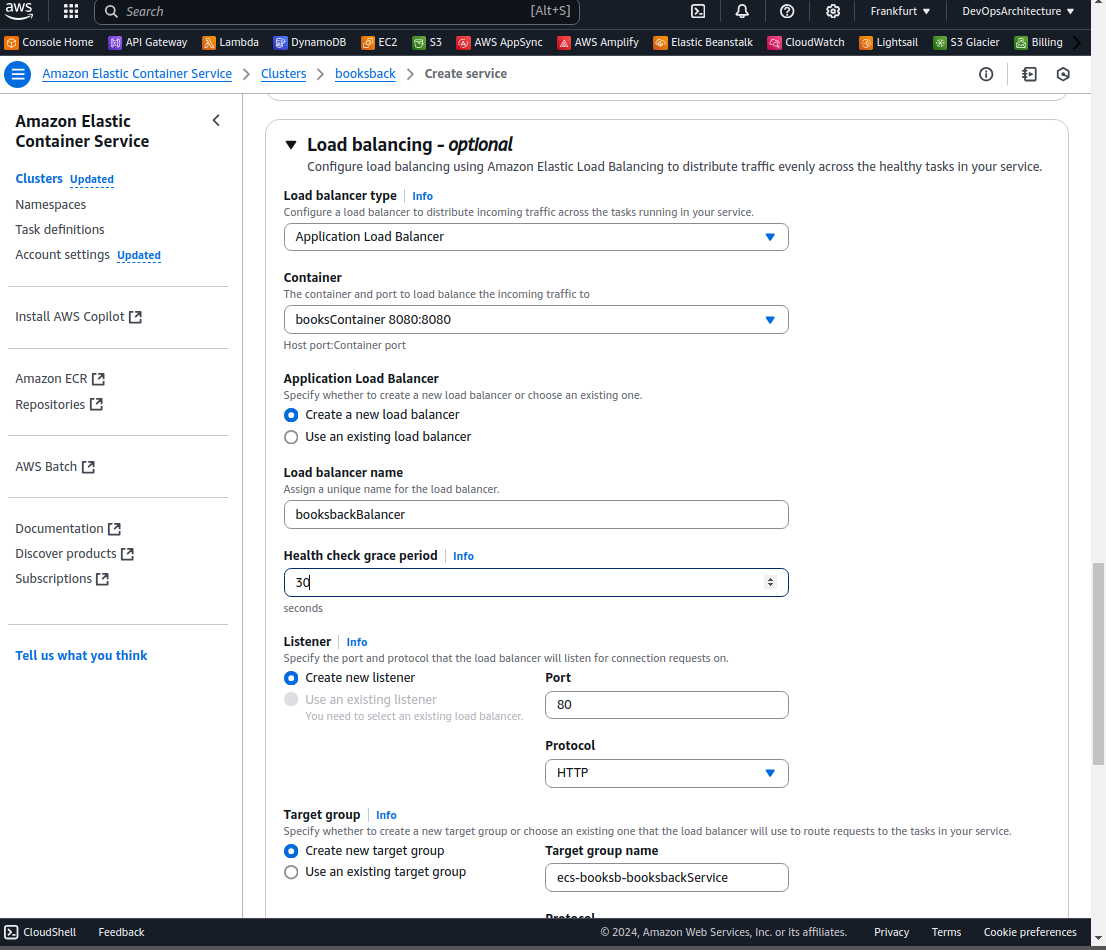 aws
Search
[Alt+S]
Frankfurt
DevOpsArchitecture
Console Home
API Gateway
Lambda
DynamoDB
EC2
S3
AWS AppSync
AWS Amplify
Elastic Beanstalk
CloudWatch
Lightsail
S3 Glacier
Billing
Amazon Elastic Container Service
Clusters
booksback
Create service
Amazon Elastic
Container Service
Clusters Updated
Namespaces
Task definitions
Account settings Updated
Install AWS Copilot
Amazon ECR
Repositories
AWS Batch
Documentation
Discover products
Subscriptions
Tell us what you think
Load balancing - optional
Configure load balancing using Amazon Elastic Load Balancing to distribute traffic evenly across the healthy tasks in your service.
Load balancer type Info
Configure a load balancer to distribute incoming traffic across the tasks running in your service.
Application Load Balancer
Container
The container and port to load balance the incoming traffic to
booksContainer 8080:8080
Host port:Container port
Application Load Balancer
Specify whether to create a new load balancer or choose an existing one.
Create a new load balancer
Use an existing load balancer
Load balancer name
Assign a unique name for the load balancer.
booksbackBalancer
Health check grace period Info
30
seconds
Listener Info
Specify the port and protocol that the load balancer will listen for connection requests on.
Create new listener
Use an existing listener
You need to select an existing load balancer.
Port
80
Protocol
HTTP
Target group Info
Specify whether to create a new target group or choose an existing one that the load balancer will use to route requests to the tasks in your service.
Create new target group
Use an existing target group
Target group name
ecs-booksb-booksbackService
Protocol
CloudShell
Feedback
© 2024, Amazon Web Services, Inc. or its affiliates.
Privacy
Terms
Cookie preferences